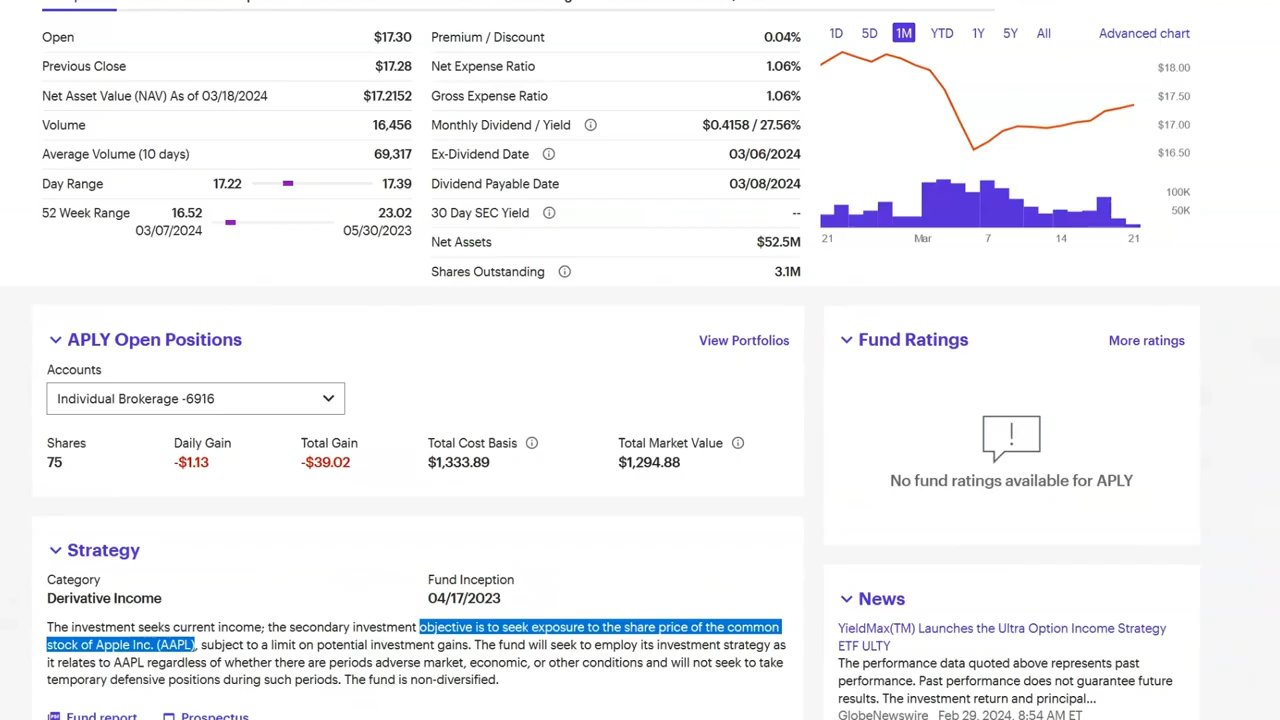 Open $17.30
Previous Close $17.28
Net Asset Value (NAV) As of 03/18/2024 $17.2152
Volume 16,456
Average Volume (10 days) 69,317
Day Range 17.22 17.39
52 Week Range 16.52 23.02
03/07/2024 05/30/2023
Premium / Discount 0.04%
Net Expense Ratio 1.06%
Gross Expense Ratio 1.06%
Monthly Dividend / Yield $0.4158 / 27.56%
Ex-Dividend Date 03/06/2024
Dividend Payable Date 03/08/2024
30 Day SEC Yield --
Net Assets $52.5M
Shares Outstanding 3.1M
1D 5D 1M YTD 1Y 5Y All Advanced chart
$18.00
$17.50
$17.00
$16.50
100K
50K
21 Mar 7 14 21
APLY Open Positions View Portfolios
Accounts
Individual Brokerage -6916
Shares Daily Gain Total Gain Total Cost Basis Total Market Value
75 -$1.13 -$39.02 $1,333.89 $1,294.88
Fund Ratings More ratings
No fund ratings available for APLY
Strategy
Category Fund Inception
Derivative Income 04/17/2023
The investment seeks current income; the secondary investment objective is to seek exposure to the share price of the common
stock of Apple Inc. (AAPL), subject to a limit on potential investment gains. The fund will seek to employ its investment strategy as
it relates to AAPL regardless of whether there are periods adverse market, economic, or other conditions and will not seek to take
temporary defensive positions during such periods. The fund is non-diversified.
Fund report Prospectus
News
YieldMax(TM) Launches the Ultra Option Income Strategy
ETF ULTY
The performance data quoted above represents past
performance. Past performance does not guarantee future
results. The investment return and principal...
GlobeNewswire Feb 29, 2024, 8:54 AM ET